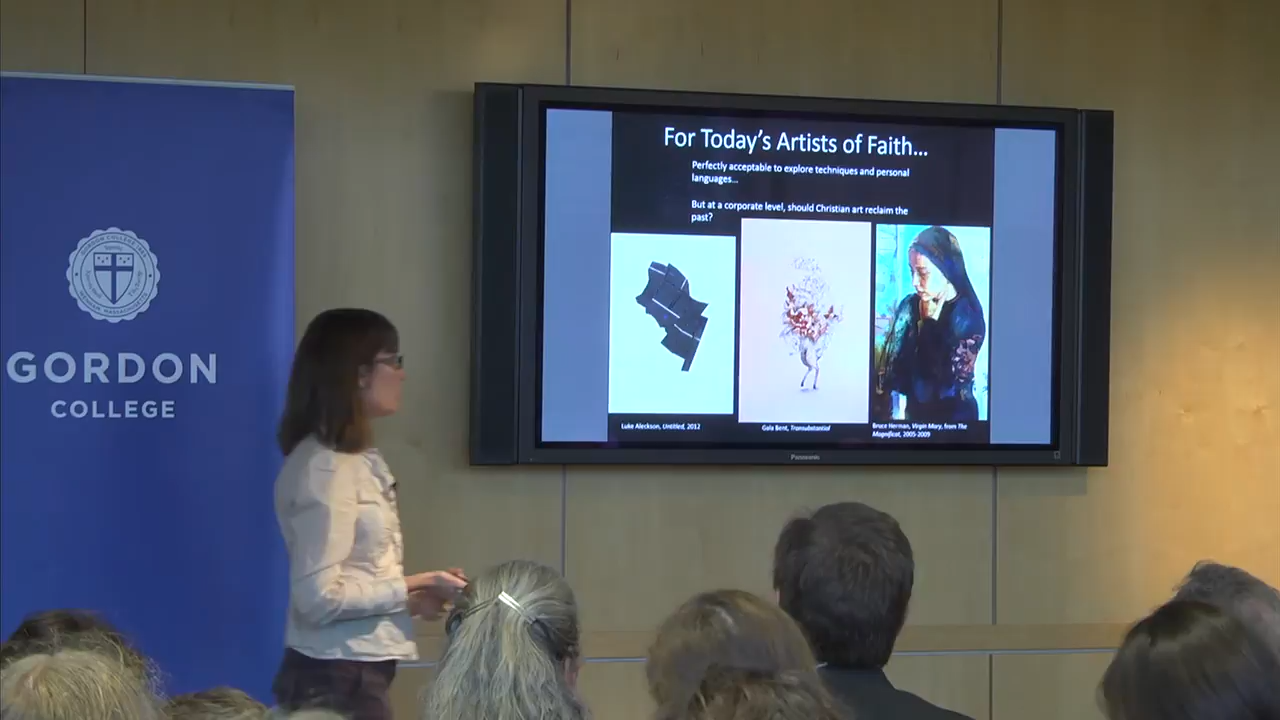 GORDON
COLLEGE
For Today's Artists of Faith...
Perfectly acceptable to explore techniques and personal
languages...
But at a corporate level, should Christian art reclaim the
past?
Luke Aleckson, Untitled, 2012
Gala Bent, Transubstantial
Bruce Herman, Virgin Mary, from The
Magnificat, 2005-2009
Panasonic